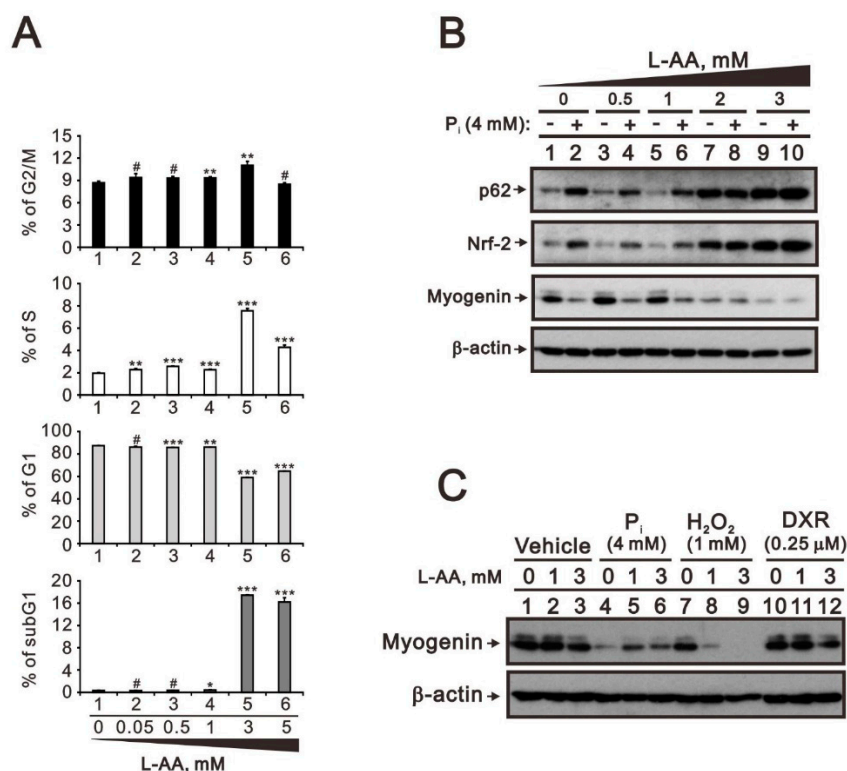 A
% of G2/M
15
12
9
6
3
0
# # ** ** #
1 2 3 4 5 6
% of S
8
6
4
2
0
** *** *** *** ***
1 2 3 4 5 6
% of G1
100
80
60
40
20
0
# *** ** *** ***
1 2 3 4 5 6
% of subG1
20
16
12
8
4
0
# # * *** ***
1 2 3 4 5 6
0 0.05 0.5 1 3 5
L-AA, mM
B
L-AA, mM
0 0.5 1 2 3
Pi (4 mM): - + - + - + - + - +
1 2 3 4 5 6 7 8 9 10
p62
Nrf-2
Myogenin
β-actin
C
Vehicle Pi (4 mM) H2O2 (1 mM) DXR (0.25 μM)
L-AA, mM 0 1 3 0 1 3 0 1 3 0 1 3
1 2 3 4 5 6 7 8 9 10 11 12
Myogenin
β-actin